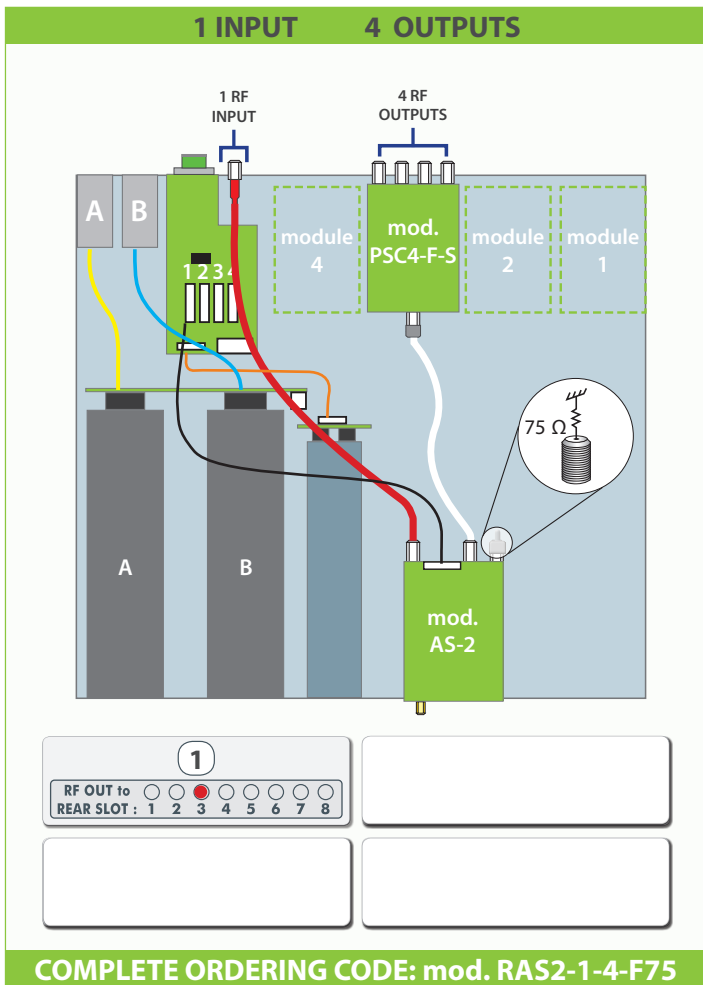 1 INPUT 4 OUTPUTS
1 RF
INPUT
4 RF
OUTPUTS
A
B
module
4
mod.
PSC4-F-S
module
2
module
1
1 2 3 4
75 Ω
A
B
mod.
AS-2
1
RF OUT to
REAR SLOT : 1 2 3 4 5 6 7 8
COMPLETE ORDERING CODE: mod. RAS2-1-4-F75